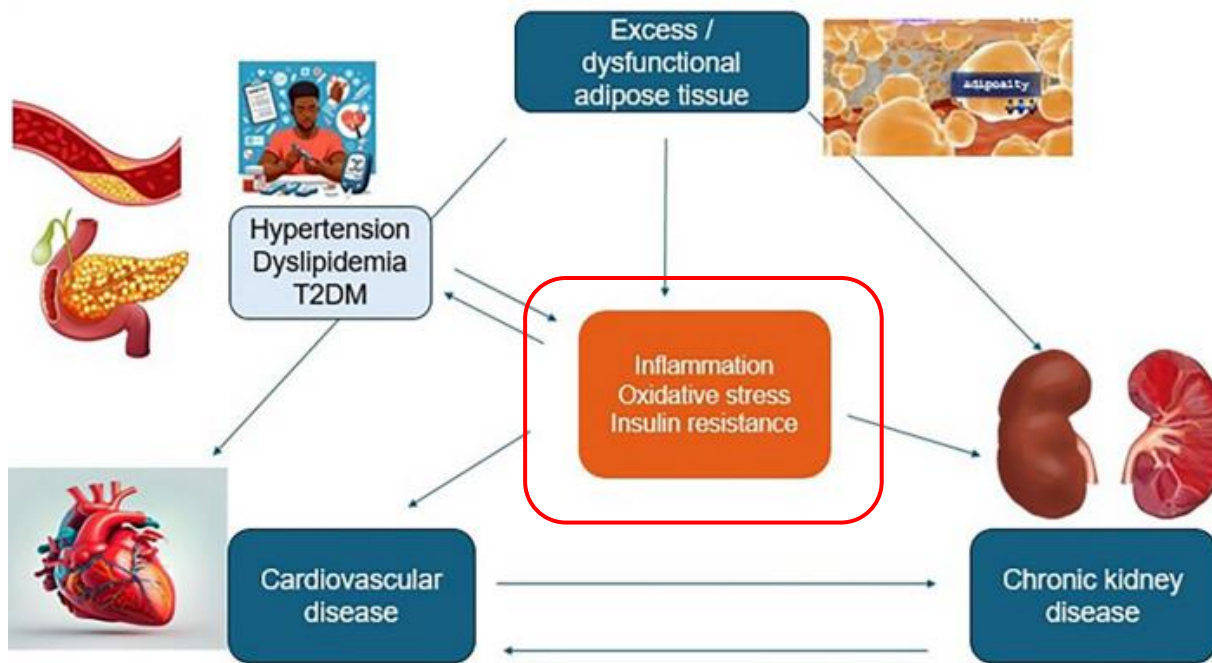 Excess /
dysfunctional
adipose tissue
adiposity
Hypertension
Dyslipidemia
T2DM
Inflammation
Oxidative stress
Insulin resistance
Cardiovascular
disease
Chronic kidney
disease